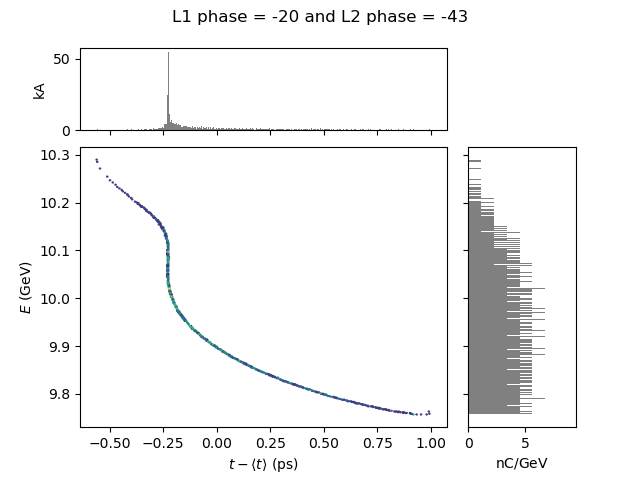 L1 phase = -20 and L2 phase = -43
50
0
kA
10.3
10.2
10.1
10.0
9.9
9.8
E (GeV)
−0.50 −0.25 0.00 0.25 0.50 0.75 1.00
t − ⟨t⟩ (ps)
0 5
nC/GeV